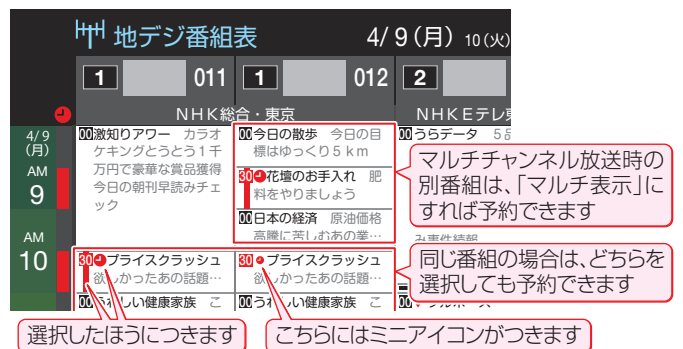 地デジ番組表 4/9(月) 10(火)
1 011 1 012 2
NHK総合・東京 NHKEテレ
4/9
(月)
AM
9
AM
10
00激知りアワー カラオ
ケキングとうとう1千
万円で豪華な賞品獲得
今日の朝刊早読みチェ
ック
00今日の散歩 今日の目
標はゆっくり5km
30花壇のお手入れ 肥
料をやりましょう
00日本の経済 原油価格
高騰に苦しむあの業…
00うらデータ
マルチチャンネル放送時の
別番組は、「マルチ表示」に
すれば予約できます
30プライスクラッシュ
欲しかったあの話題…
30プライスクラッシュ
欲しかったあの話題…
同じ番組の場合は、どちらを
選択しても予約できます
00うれしい健康家族 こ
00うれしい健康家族 こ
選択したほうにつきます
こちらにはミニアイコンがつきます